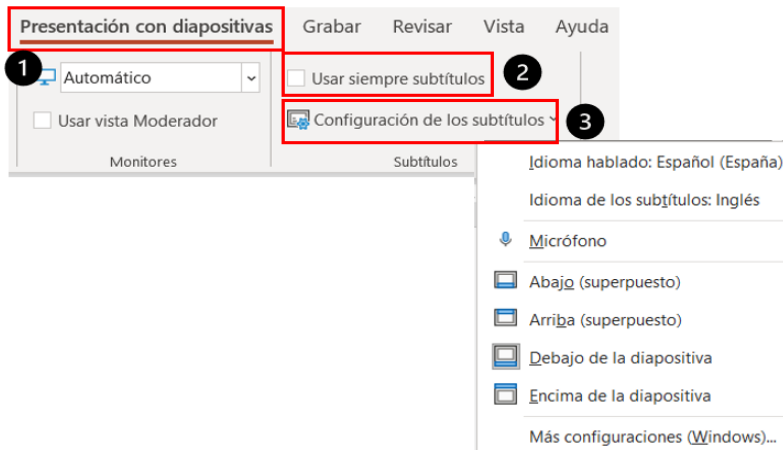 Presentación con diapositivas Grabar Revisar Vista Ayuda
1 Automático Usar siempre subtítulos 2
Usar vista Moderador Configuración de los subtítulos 3
Monitores Subtítulos
Idioma hablado: Español (España)
Idioma de los subtítulos: Inglés
Micrófono
Abajo (superpuesto)
Arriba (superpuesto)
Debajo de la diapositiva
Encima de la diapositiva
Más configuraciones (Windows)...